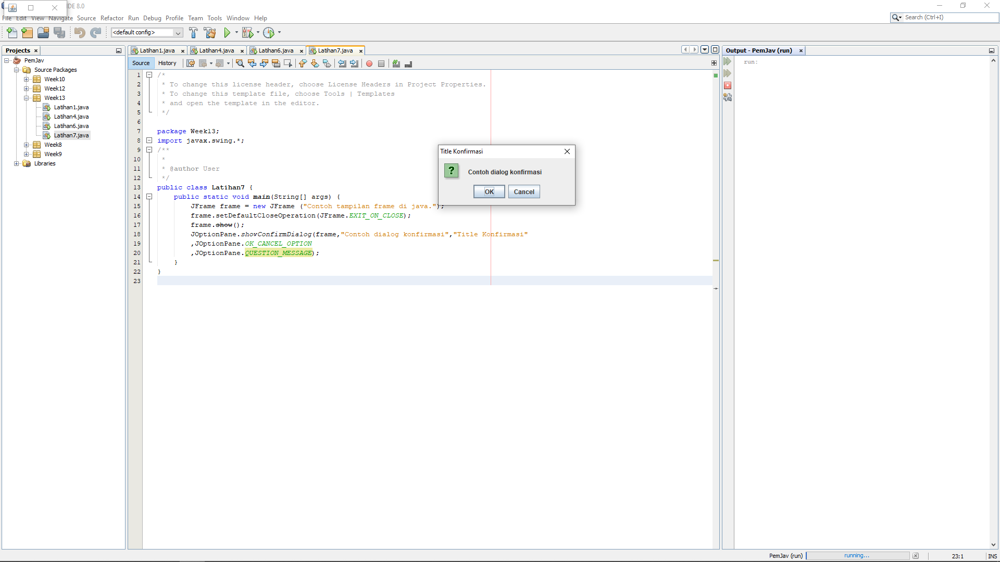 IDE 8.0
File Edit View Navigate Source Refactor Run Debug Profile Team Tools Window Help
Search (Ctrl+I)
<default config>
Projects
PemJav
Source Packages
Week10
Week12
Week13
Latihan1.java
Latihan4.java
Latihan6.java
Latihan7.java
Week8
Week9
Libraries
Latihan1.java Latihan4.java Latihan6.java Latihan7.java
Source History
1 /*
2 * To change this license header, choose License Headers in Project Properties.
3 * To change this template file, choose Tools | Templates
4 * and open the template in the editor.
5 */
6
7 package Week13;
8 import javax.swing.*;
9 /**
10 *
11 * @author User
12 */
13 public class Latihan7 {
14 public static void main(String[] args) {
15 JFrame frame = new JFrame ("Contoh tampilan frame di java.");
16 frame.setDefaultCloseOperation(JFrame.EXIT_ON_CLOSE);
17 frame.show();
18 JOptionPane.showConfirmDialog(frame,"Contoh dialog konfirmasi","Title Konfirmasi"
19 ,JOptionPane.OK_CANCEL_OPTION
20 ,JOptionPane.QUESTION_MESSAGE);
21 }
22 }
23
Title Konfirmasi
Contoh dialog konfirmasi
OK Cancel
Output - PemJav (run)
run:
PemJav (run) running... 23:1 INS